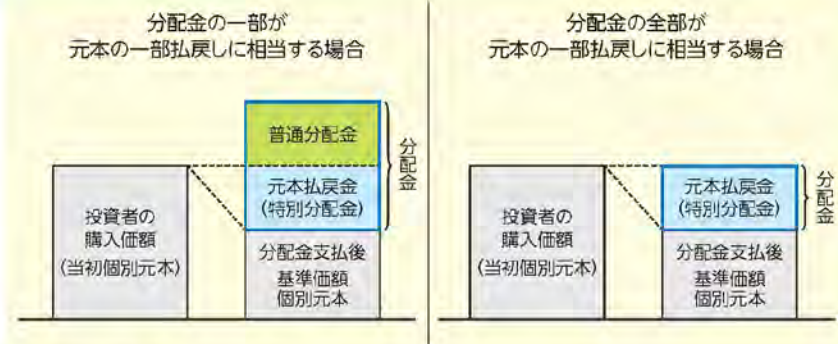 分配金の一部が
元本の一部払戻しに相当する場合
普通分配金
元本払戻金
(特別分配金)
分配金
投資者の
購入価額
(当初個別元本)
分配金支払後
基準価額
個別元本
分配金の全部が
元本の一部払戻しに相当する場合
元本払戻金
(特別分配金)
分配金
投資者の
購入価額
(当初個別元本)
分配金支払後
基準価額
個別元本